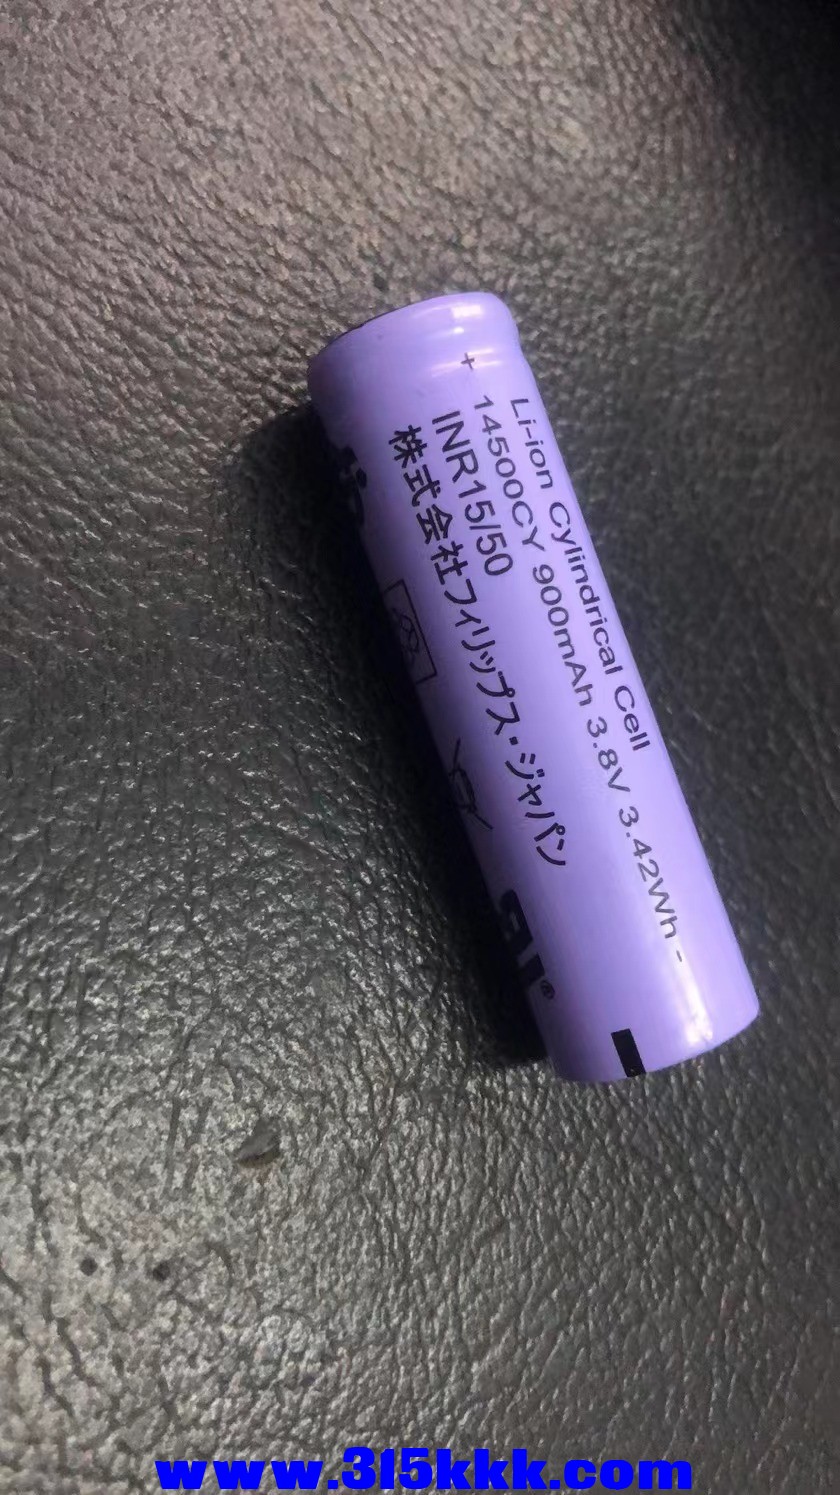 +
Li-ion Cylindrical Cell
14500CY 900mAh 3.8V 3.42Wh -
INR15/50
株式会社フィリップス・ジャパン
www.315kkk.com